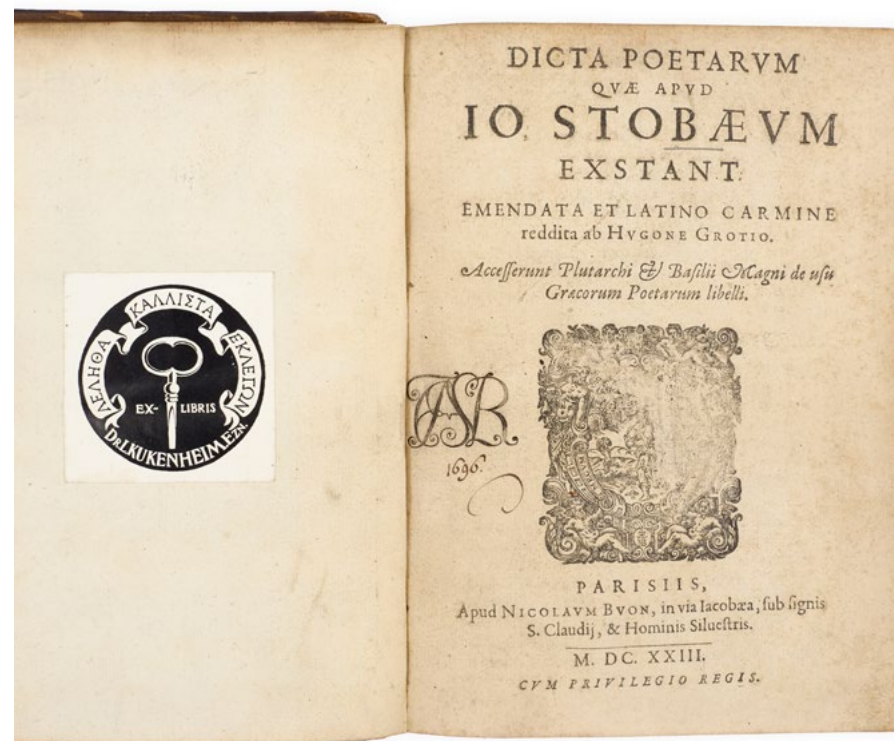 ΛΕΛΗΘΑ ΚΑΛΛΙΣΤΑ ΕΚΛΕΓΩΝ
EX- LIBRIS
DR L KUKENHEIM EZN.
DICTA POETARVM
QVÆ APVD
IO. STOBÆVM
EXSTANT.
EMENDATA ET LATINO CARMINE
reddita ab HVGONE GROTIO.
Acceſſerunt Plutarchi & Baſilii Magni de uſu
Græcorum Poetarum libelli.
1696.
PARISIIS,
Apud NICOLAVM BVON, in via Iacobæa, ſub ſignis
S. Claudij, & Hominis Silueſtris.
M. DC. XXIII.
CVM PRIVILEGIO REGIS.